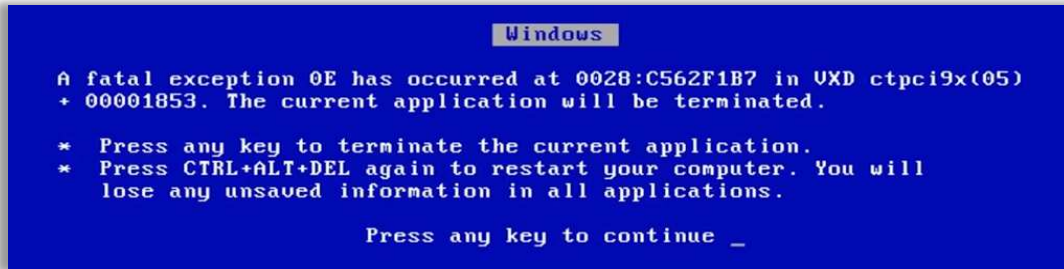 Windows
A fatal exception 0E has occurred at 0028:C562F1B7 in VXD ctpci9x(05)
+ 00001853. The current application will be terminated.
* Press any key to terminate the current application.
* Press CTRL+ALT+DEL again to restart your computer. You will
lose any unsaved information in all applications.
Press any key to continue _